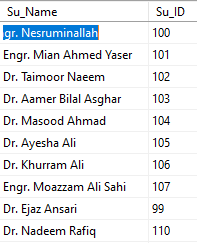 Su_Name Su_ID
gr. Nesruminallah 100
Engr. Mian Ahmed Yaser 101
Dr. Taimoor Naeem 102
Dr. Aamer Bilal Asghar 103
Dr. Masood Ahmad 104
Dr. Ayesha Ali 105
Dr. Khurram Ali 106
Engr. Moazzam Ali Sahi 107
Dr. Ejaz Ansari 99
Dr. Nadeem Rafiq 110